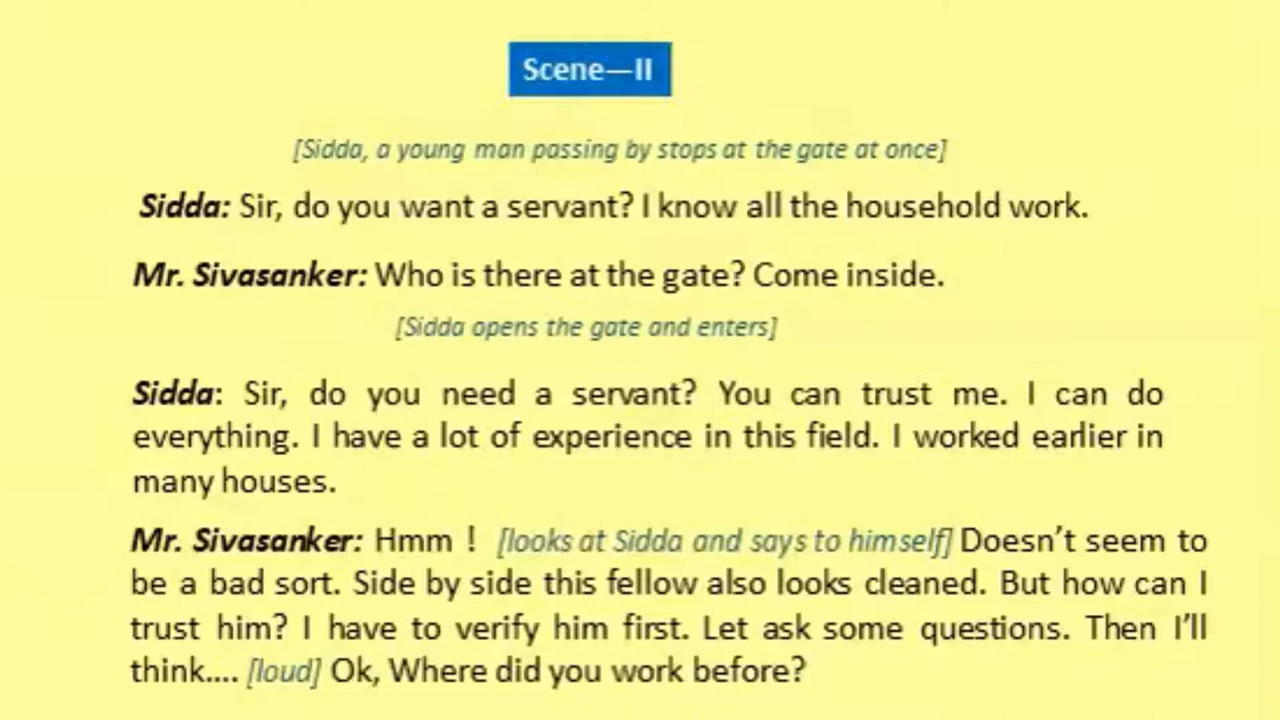 Scene—II
[Sidda, a young man passing by stops at the gate at once]
Sidda: Sir, do you want a servant? I know all the household work.
Mr. Sivasanker: Who is there at the gate? Come inside.
[Sidda opens the gate and enters]
Sidda: Sir, do you need a servant? You can trust me. I can do
everything. I have a lot of experience in this field. I worked earlier in
many houses.
Mr. Sivasanker: Hmm ! [looks at Sidda and says to himself] Doesn’t seem to
be a bad sort. Side by side this fellow also looks cleaned. But how can I
trust him? I have to verify him first. Let ask some questions. Then I’ll
think.... [loud] Ok, Where did you work before?